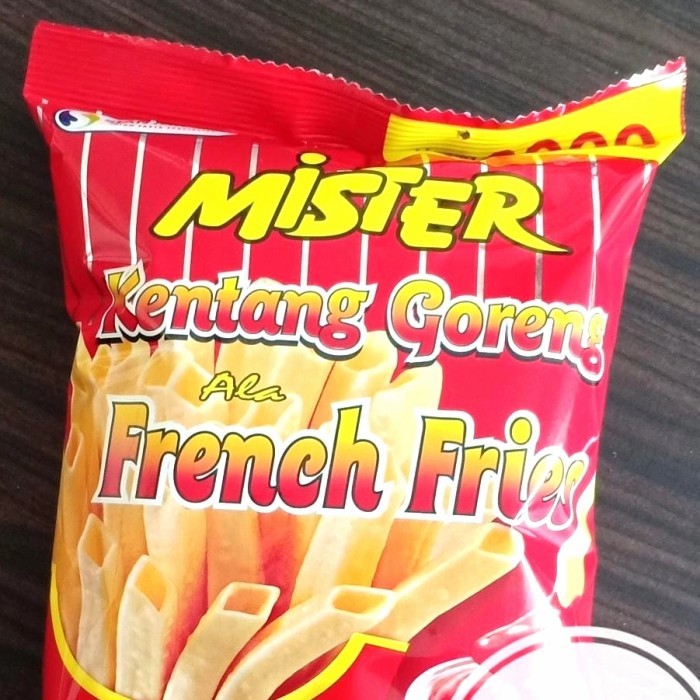 MiSTER
Kentang Goreng
Ala
French Fries